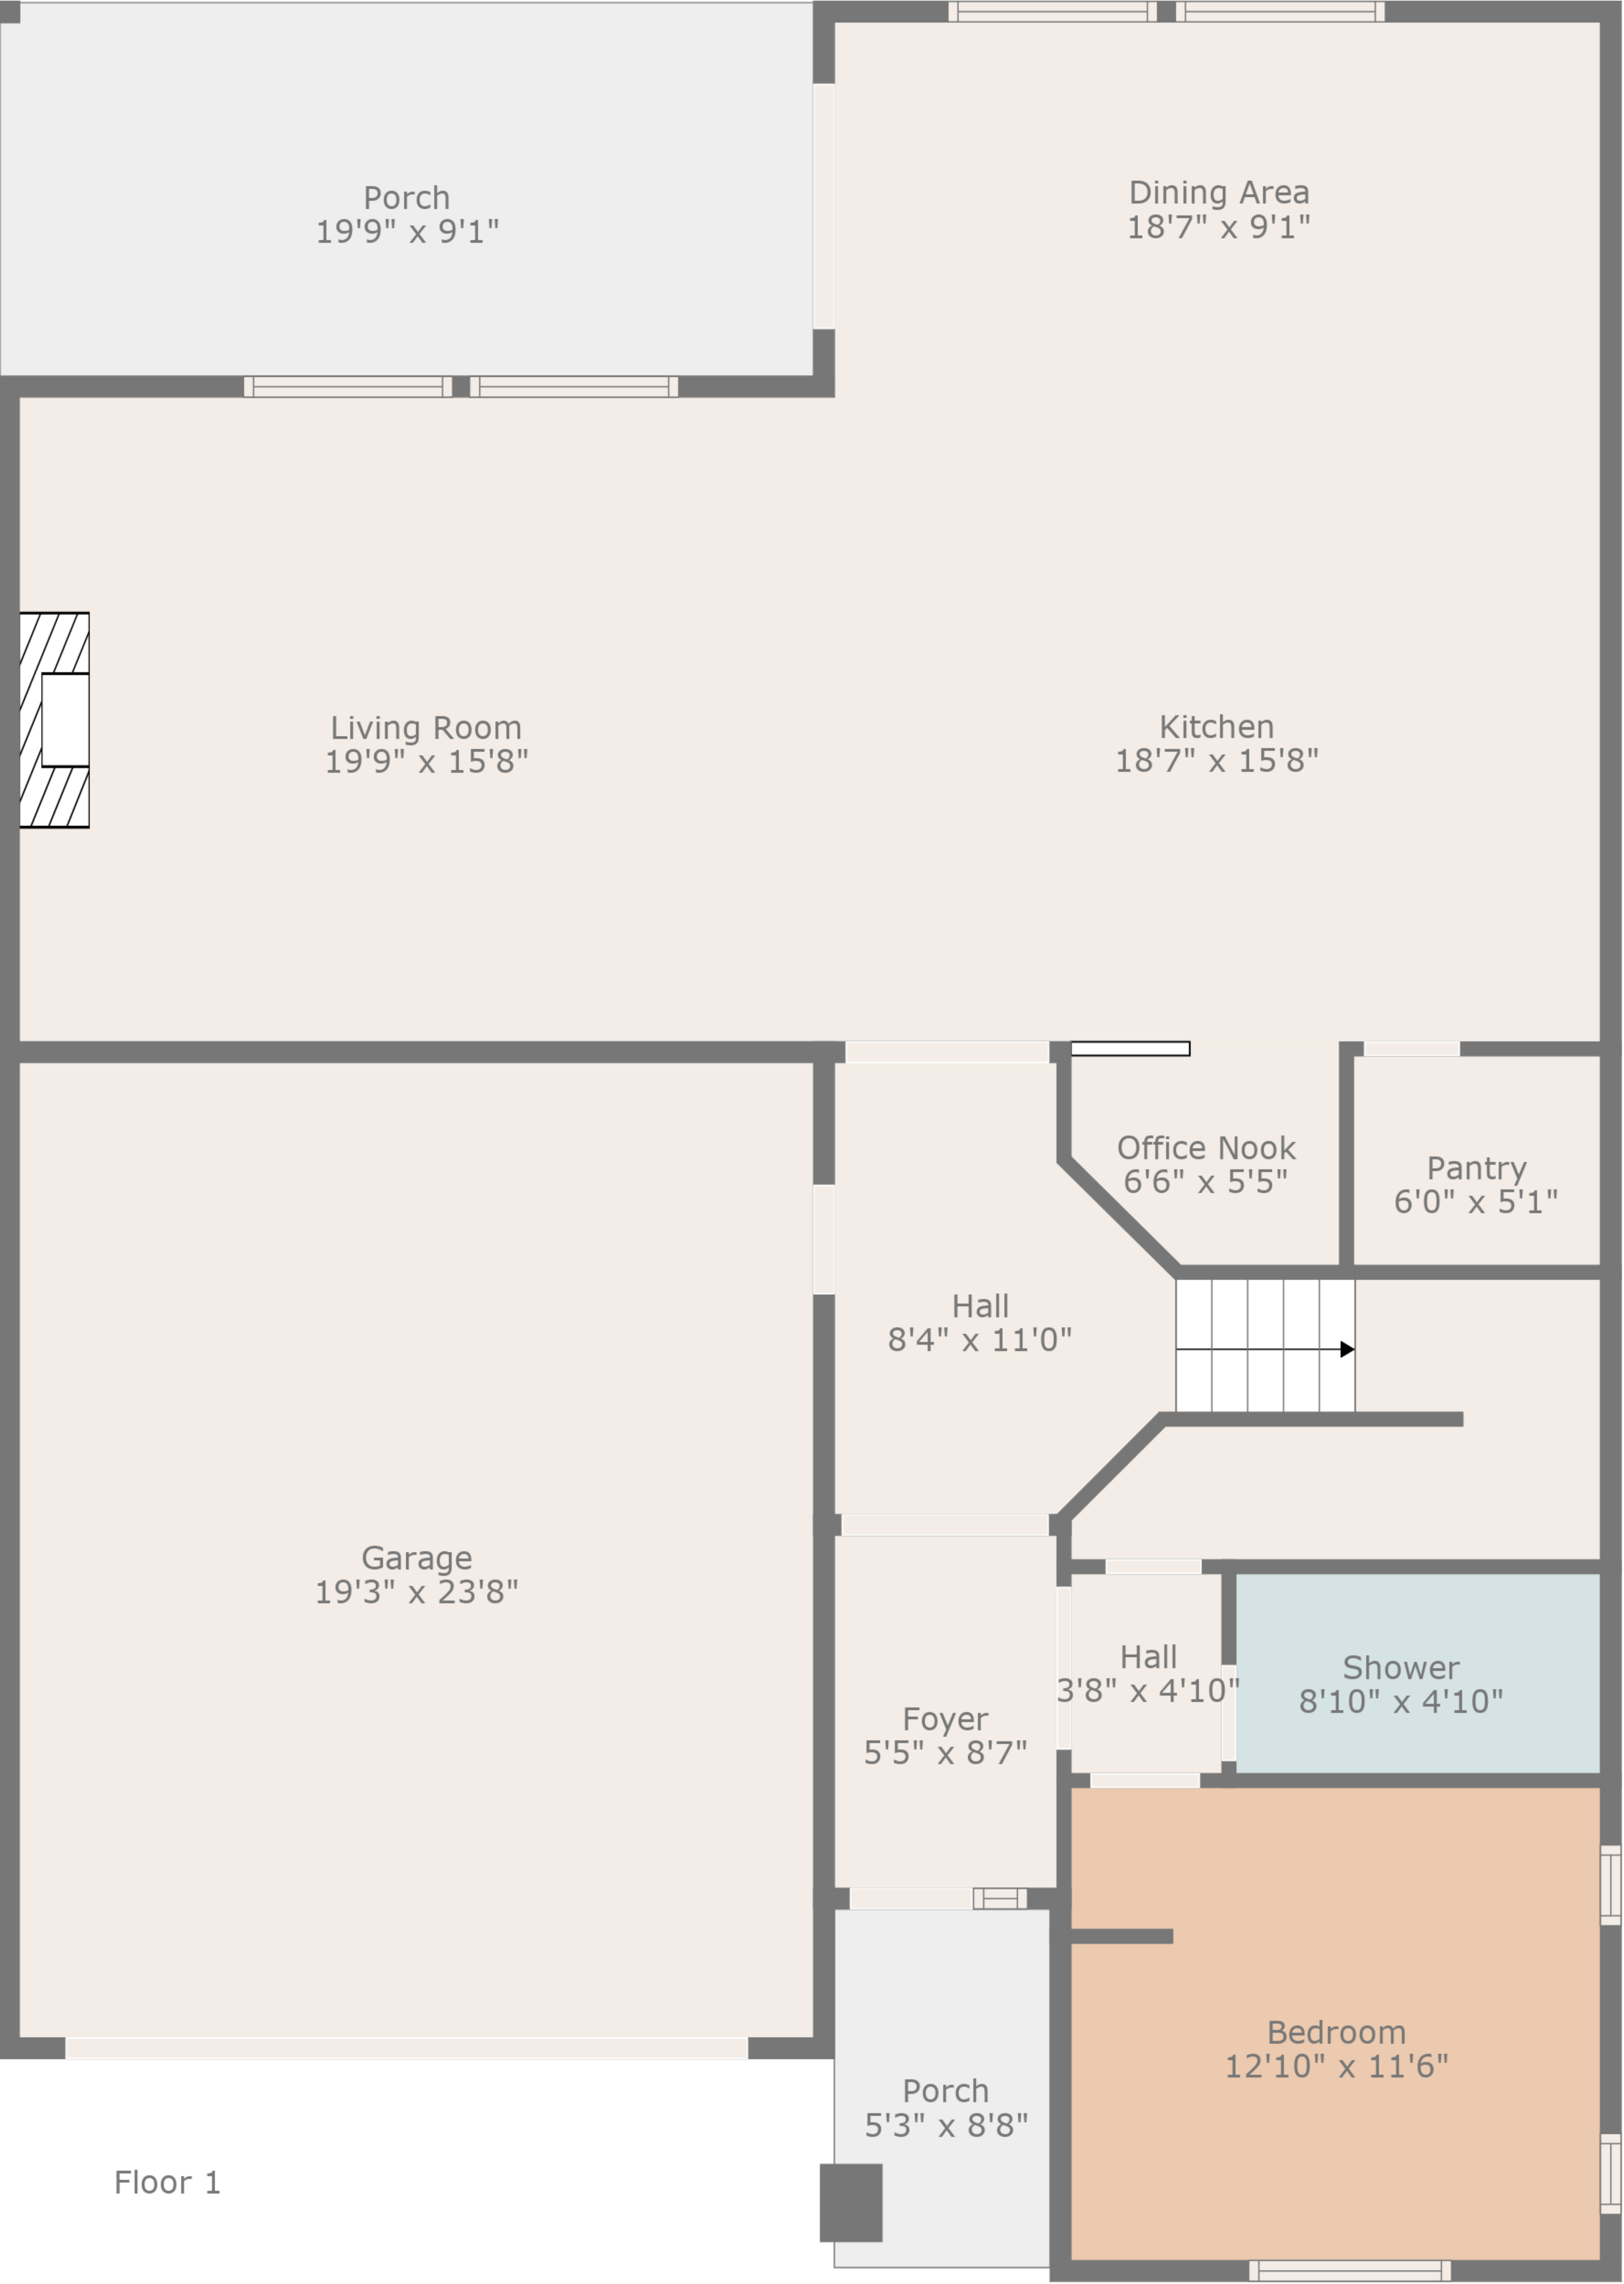 Porch
19'9" x 9'1"
Dining Area
18'7" x 9'1"
Living Room
19'9" x 15'8"
Kitchen
18'7" x 15'8"
Office Nook
6'6" x 5'5"
Pantry
6'0" x 5'1"
Hall
8'4" x 11'0"
Garage
19'3" x 23'8"
Hall
3'8" x 4'10"
Shower
8'10" x 4'10"
Foyer
5'5" x 8'7"
Bedroom
12'10" x 11'6"
Porch
5'3" x 8'8"
Floor 1